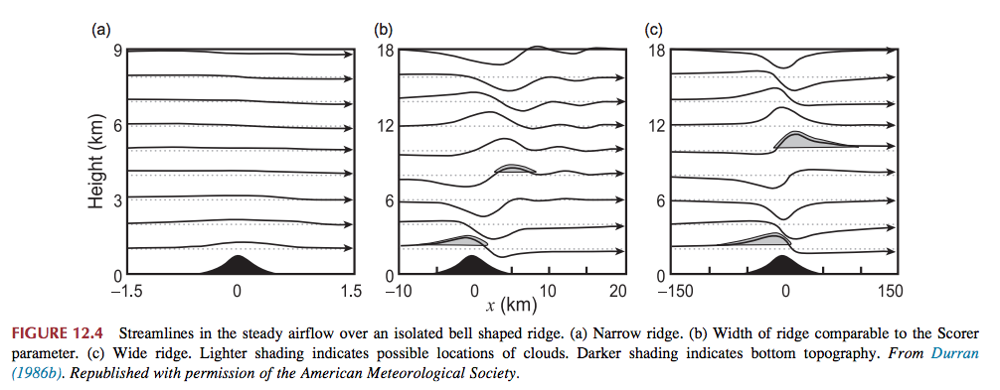 (a) (b) (c)
9 18 18
6 12 12
3 6 6
0 0 0
Height (km)
−1.5 0 1.5 −10 0 10 20 −150 0 150
x (km)
FIGURE 12.4 Streamlines in the steady airflow over an isolated bell shaped ridge. (a) Narrow ridge. (b) Width of ridge comparable to the Scorer
parameter. (c) Wide ridge. Lighter shading indicates possible locations of clouds. Darker shading indicates bottom topography. From Durran
(1986b). Republished with permission of the American Meteorological Society.